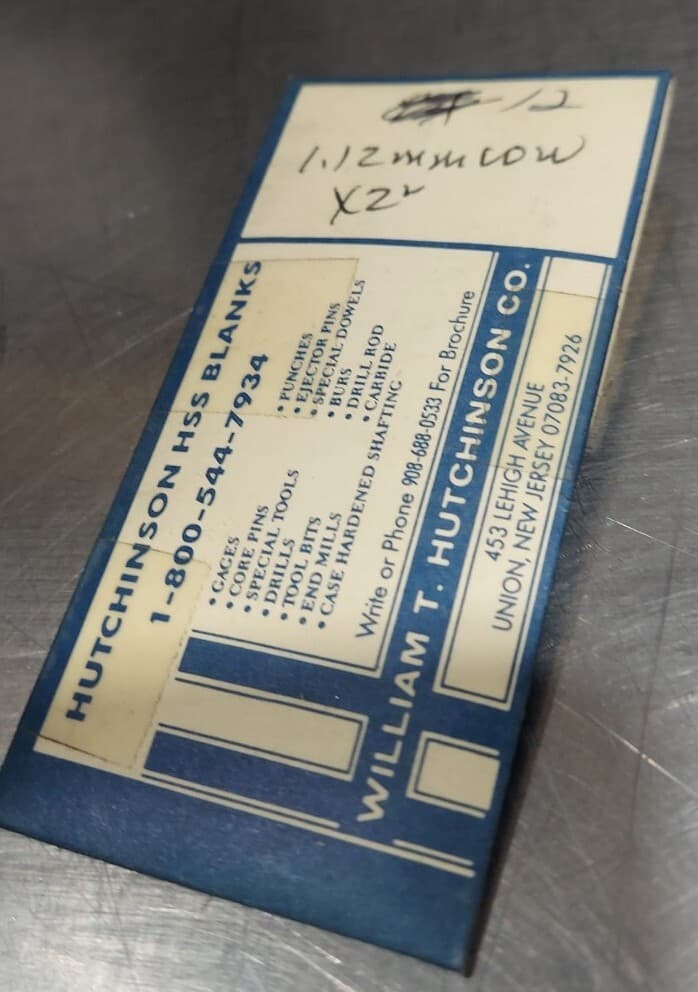 -12
1.12mm LOW
X2"
HUTCHINSON HSS BLANKS
1-800-544-7934
• GAGES
• CORE PINS
• SPECIAL TOOLS
• DRILLS
• TOOL BITS
• END MILLS
• CASE HARDENED SHAFTING
• PUNCHES
• EJECTOR PINS
• SPECIAL DOWELS
• BURS
• DRILL ROD
• CARBIDE
Write or Phone 908-688-0533 For Brochure
WILLIAM T. HUTCHINSON CO.
453 LEHIGH AVENUE
UNION, NEW JERSEY 07083-7926